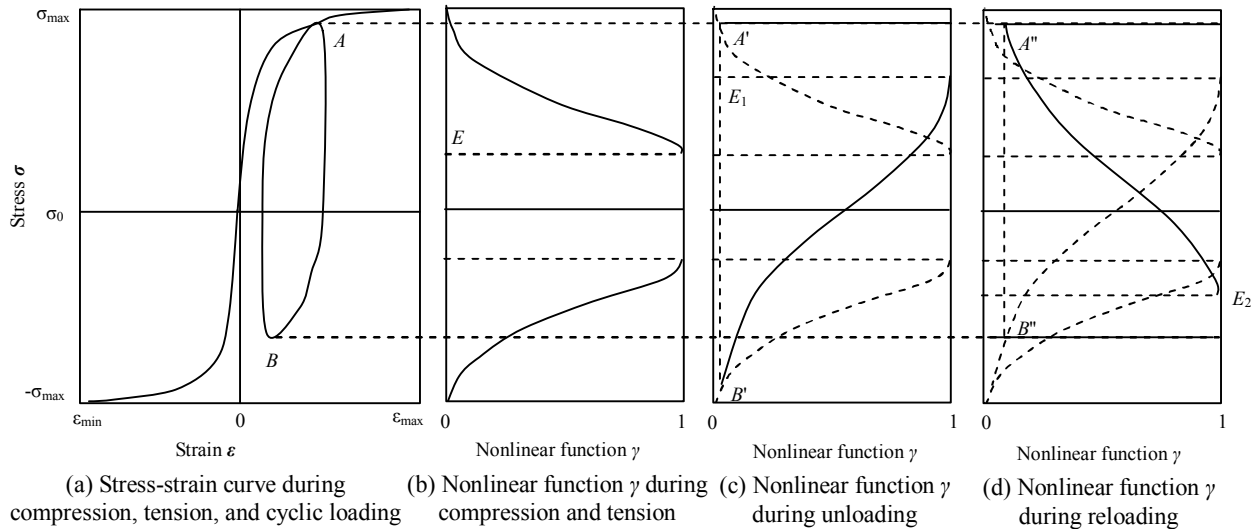 Stress σ
σmax
σ0
-σmax
A
B
εmin
0
εmax
Strain ε
(a) Stress-strain curve during
compression, tension, and cyclic loading
E
0
1
Nonlinear function γ
(b) Nonlinear function γ during
compression and tension
A'
E1
B'
0
1
Nonlinear function γ
(c) Nonlinear function γ
during unloading
A"
E2
B"
0
1
Nonlinear function γ
(d) Nonlinear function γ
during reloading